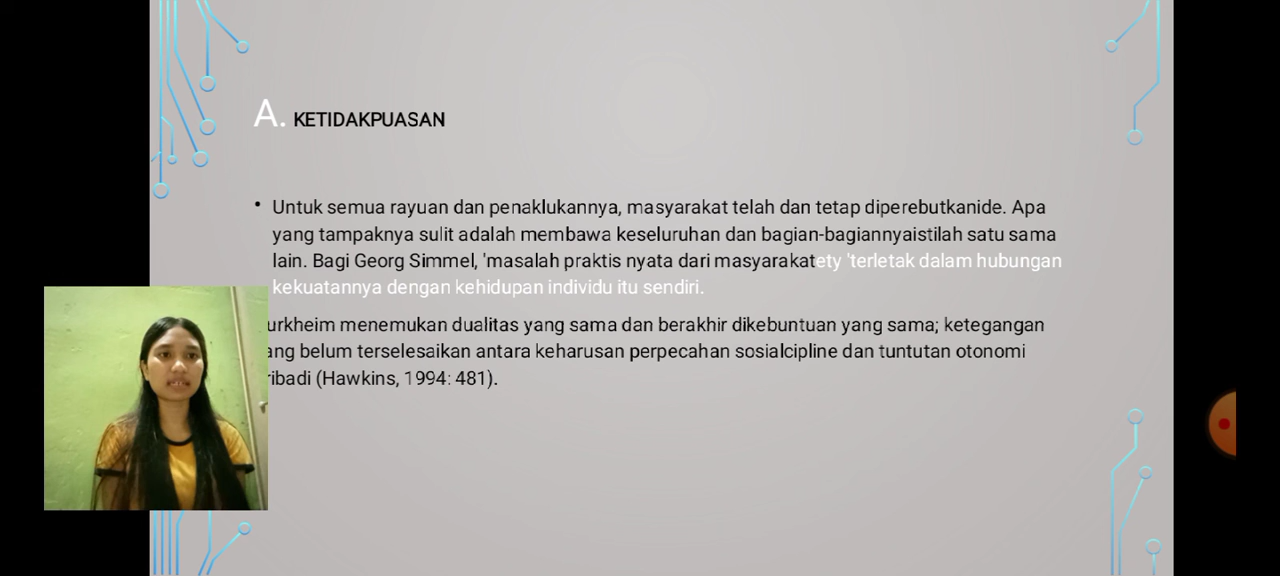 A. KETIDAKPUASAN
• Untuk semua rayuan dan penaklukannya, masyarakat telah dan tetap diperebutkanide. Apa
yang tampaknya sulit adalah membawa keseluruhan dan bagian-bagiannyaistilah satu sama
lain. Bagi Georg Simmel, 'masalah praktis nyata dari masyarakatety 'terletak dalam hubungan
kekuatannya dengan kehidupan individu itu sendiri.
urkheim menemukan dualitas yang sama dan berakhir dikebuntuan yang sama; ketegangan
ang belum terselesaikan antara keharusan perpecahan sosialcipline dan tuntutan otonomi
ribadi (Hawkins, 1994: 481).